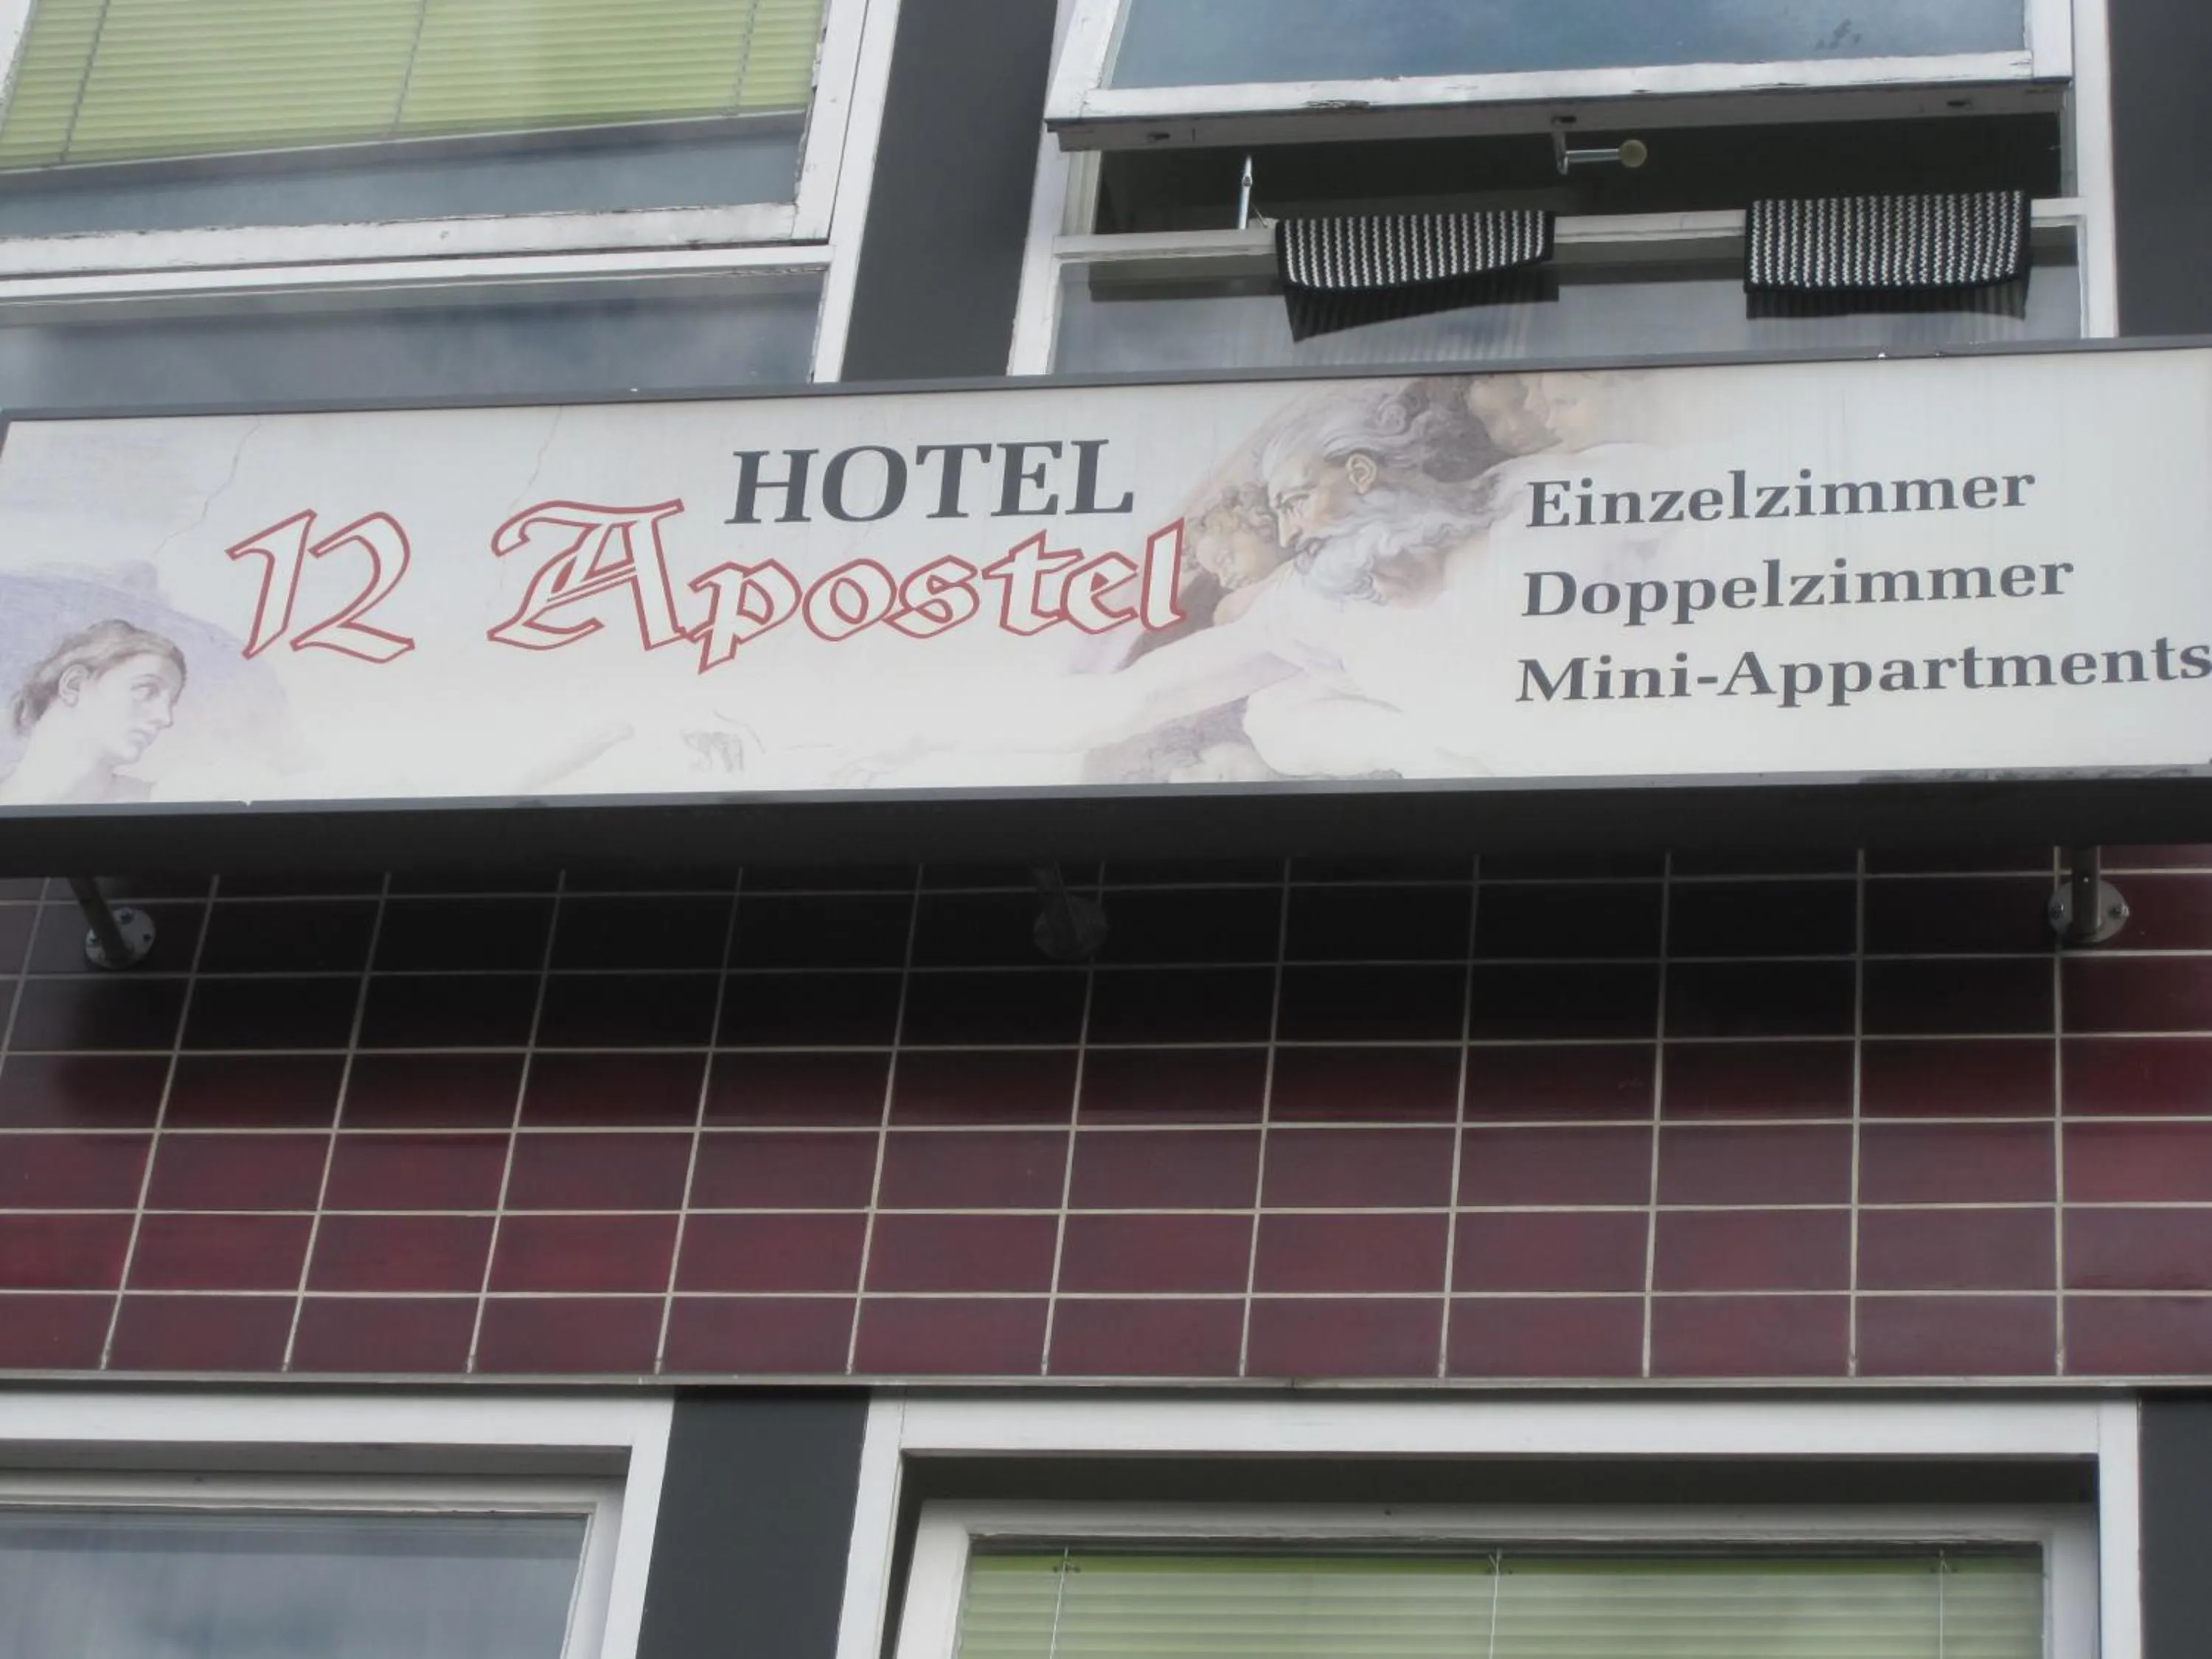 HOTEL
12 Apostel
Einzelzimmer
Doppelzimmer
Mini-Appartments